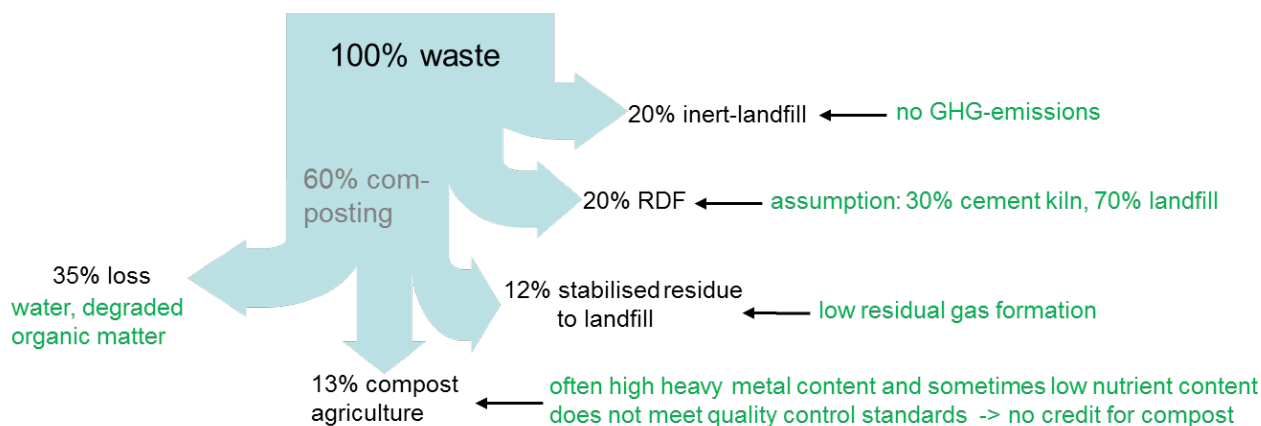 100% waste
20% inert-landfill
no GHG-emissions
60% com-
posting
20% RDF
assumption: 30% cement kiln, 70% landfill
35% loss
water, degraded
organic matter
12% stabilised residue
to landfill
low residual gas formation
13% compost
agriculture
often high heavy metal content and sometimes low nutrient content
does not meet quality control standards -> no credit for compost